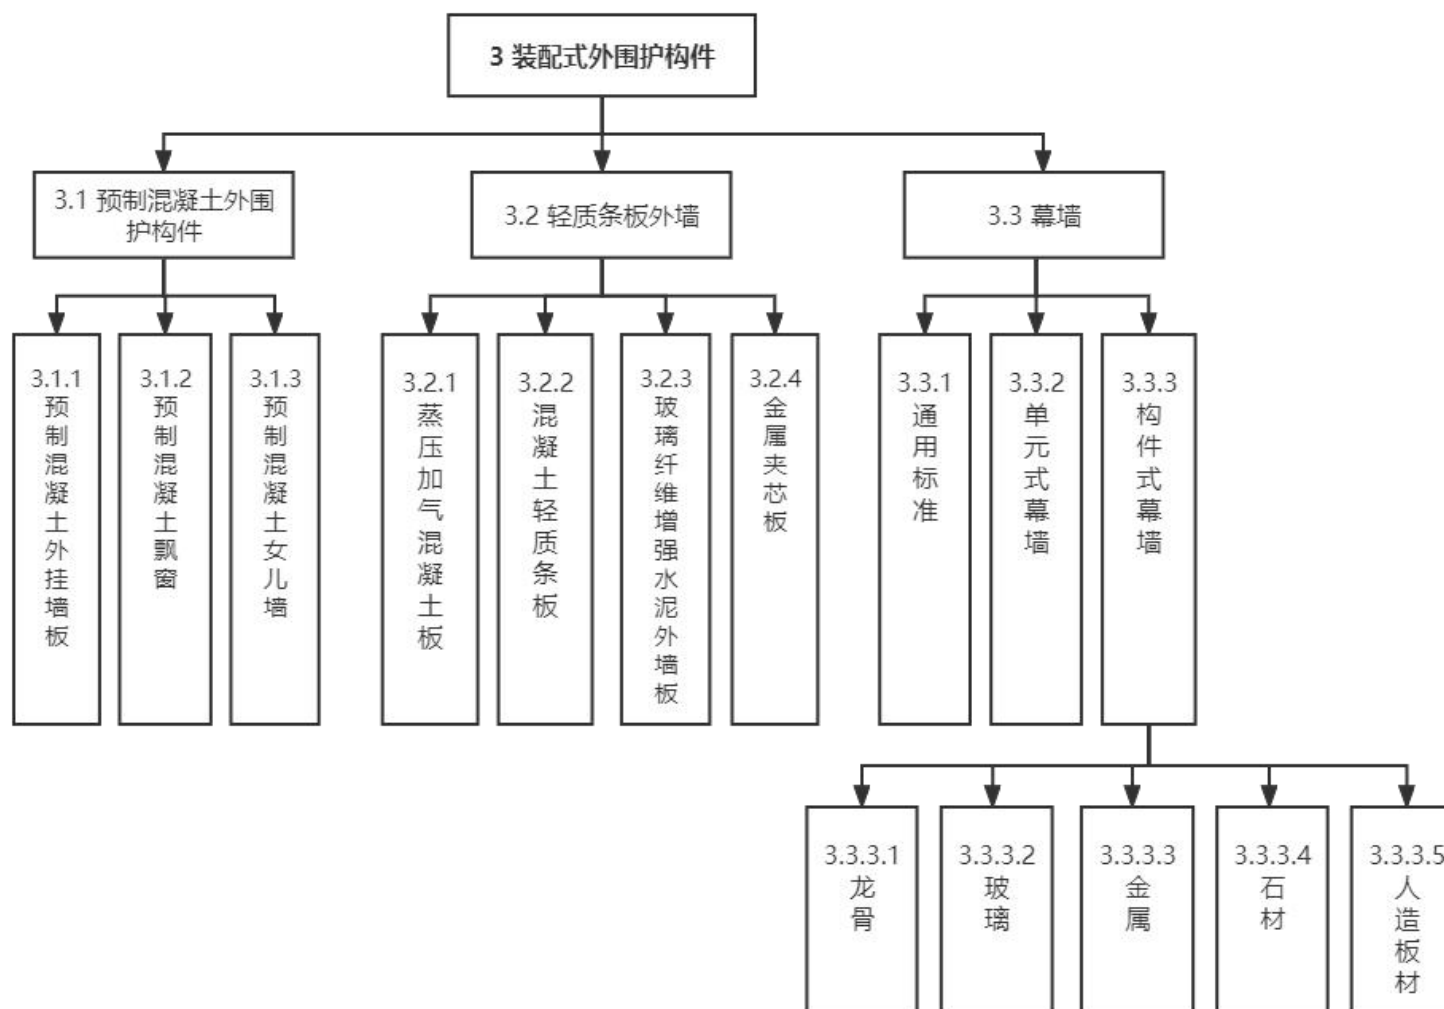 3 装配式外围护构件
3.1 预制混凝土外围
护构件
3.2 轻质条板外墙
3.3 幕墙
3.1.1
预制混凝土外挂墙板
3.1.2
预制混凝土飘窗
3.1.3
预制混凝土女儿墙
3.2.1
蒸压加气混凝土板
3.2.2
混凝土轻质条板
3.2.3
玻璃纤维增强水泥外墙板
3.2.4
金属夹芯板
3.3.1
通用标准
3.3.2
单元式幕墙
3.3.3
构件式幕墙
3.3.3.1
龙骨
3.3.3.2
玻璃
3.3.3.3
金属
3.3.3.4
石材
3.3.3.5
人造板材